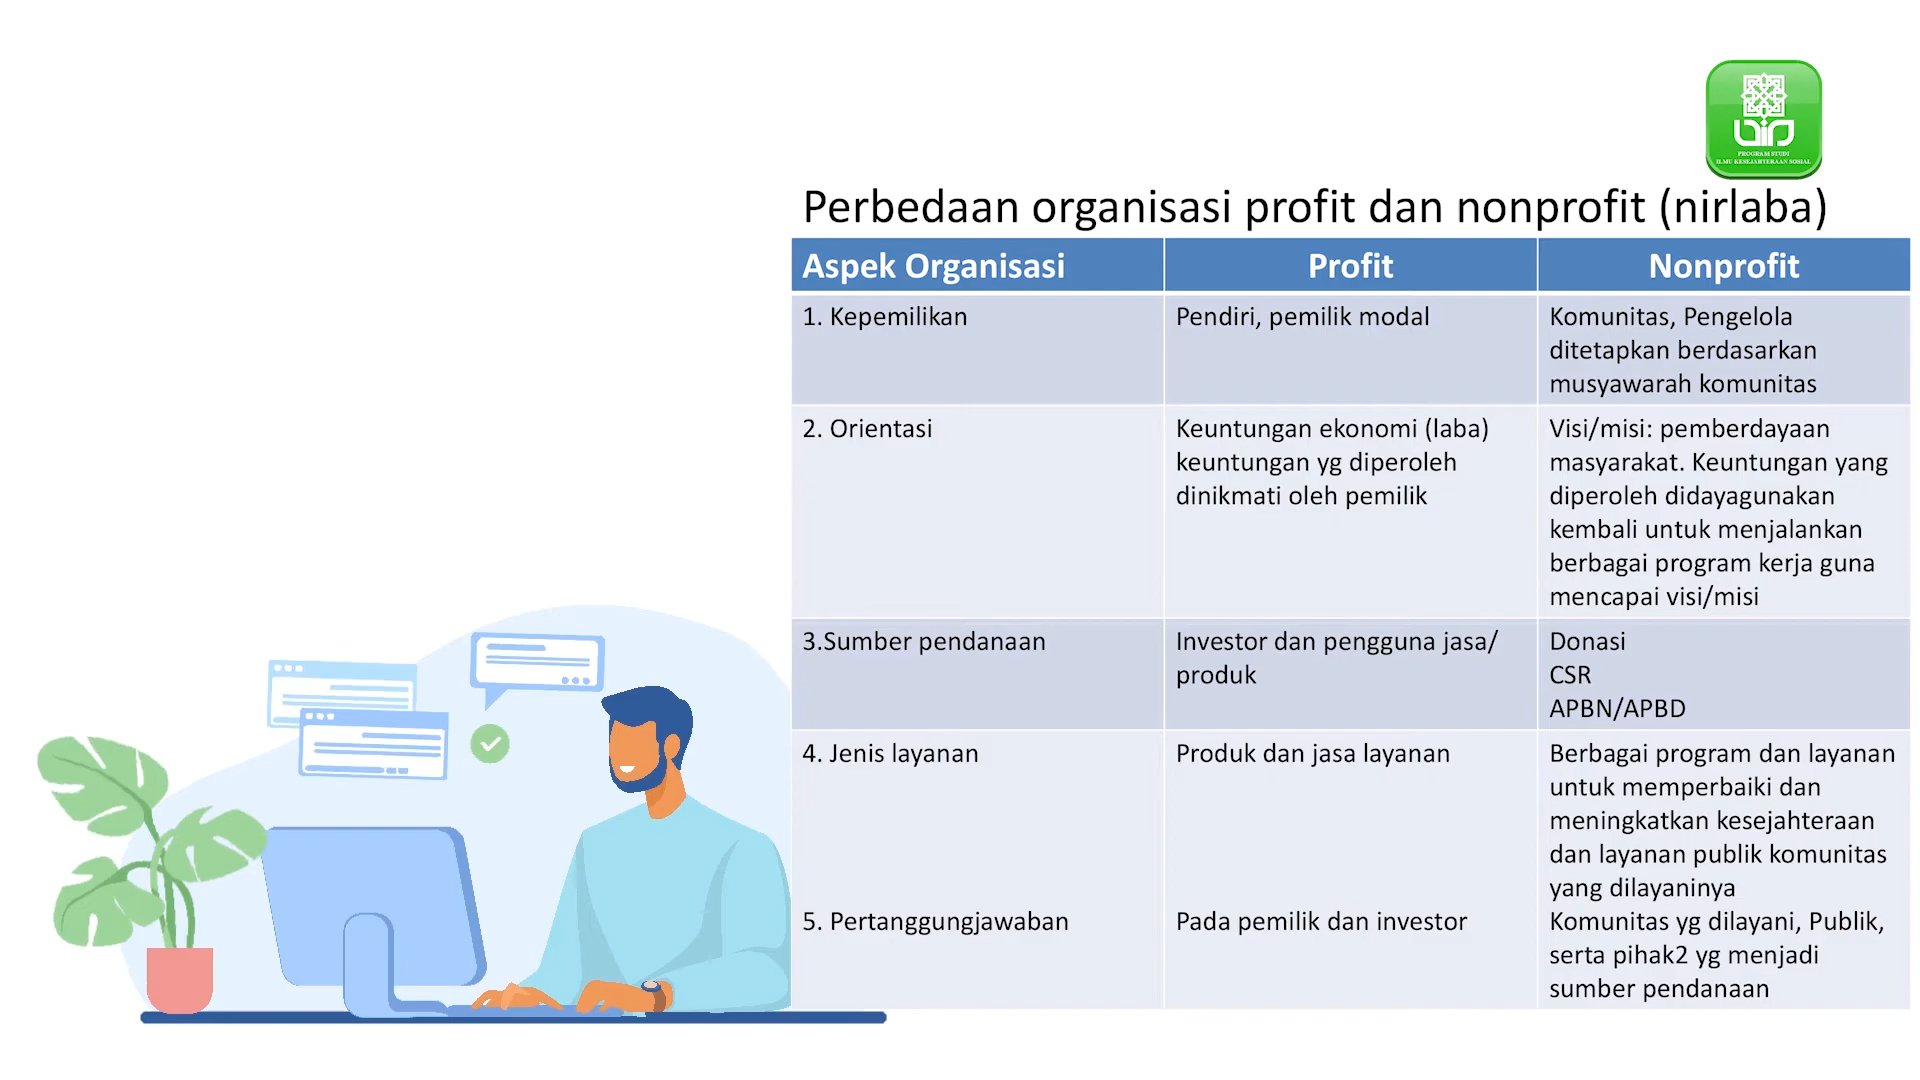 PROGRAM STUDI
ILMU KESEJAHTERAAN SOSIAL
Perbedaan organisasi profit dan nonprofit (nirlaba)
Aspek Organisasi
Profit
Nonprofit
1. Kepemilikan
Pendiri, pemilik modal
Komunitas, Pengelola
ditetapkan berdasarkan
musyawarah komunitas
2. Orientasi
Keuntungan ekonomi (laba)
keuntungan yg diperoleh
dinikmati oleh pemilik
Visi/misi: pemberdayaan
masyarakat. Keuntungan yang
diperoleh didayagunakan
kembali untuk menjalankan
berbagai program kerja guna
mencapai visi/misi
3.Sumber pendanaan
Investor dan pengguna jasa/
produk
Donasi
CSR
APBN/APBD
4. Jenis layanan
Produk dan jasa layanan
Berbagai program dan layanan
untuk memperbaiki dan
meningkatkan kesejahteraan
dan layanan publik komunitas
yang dilayaninya
5. Pertanggungjawaban
Pada pemilik dan investor
Komunitas yg dilayani, Publik,
serta pihak2 yg menjadi
sumber pendanaan